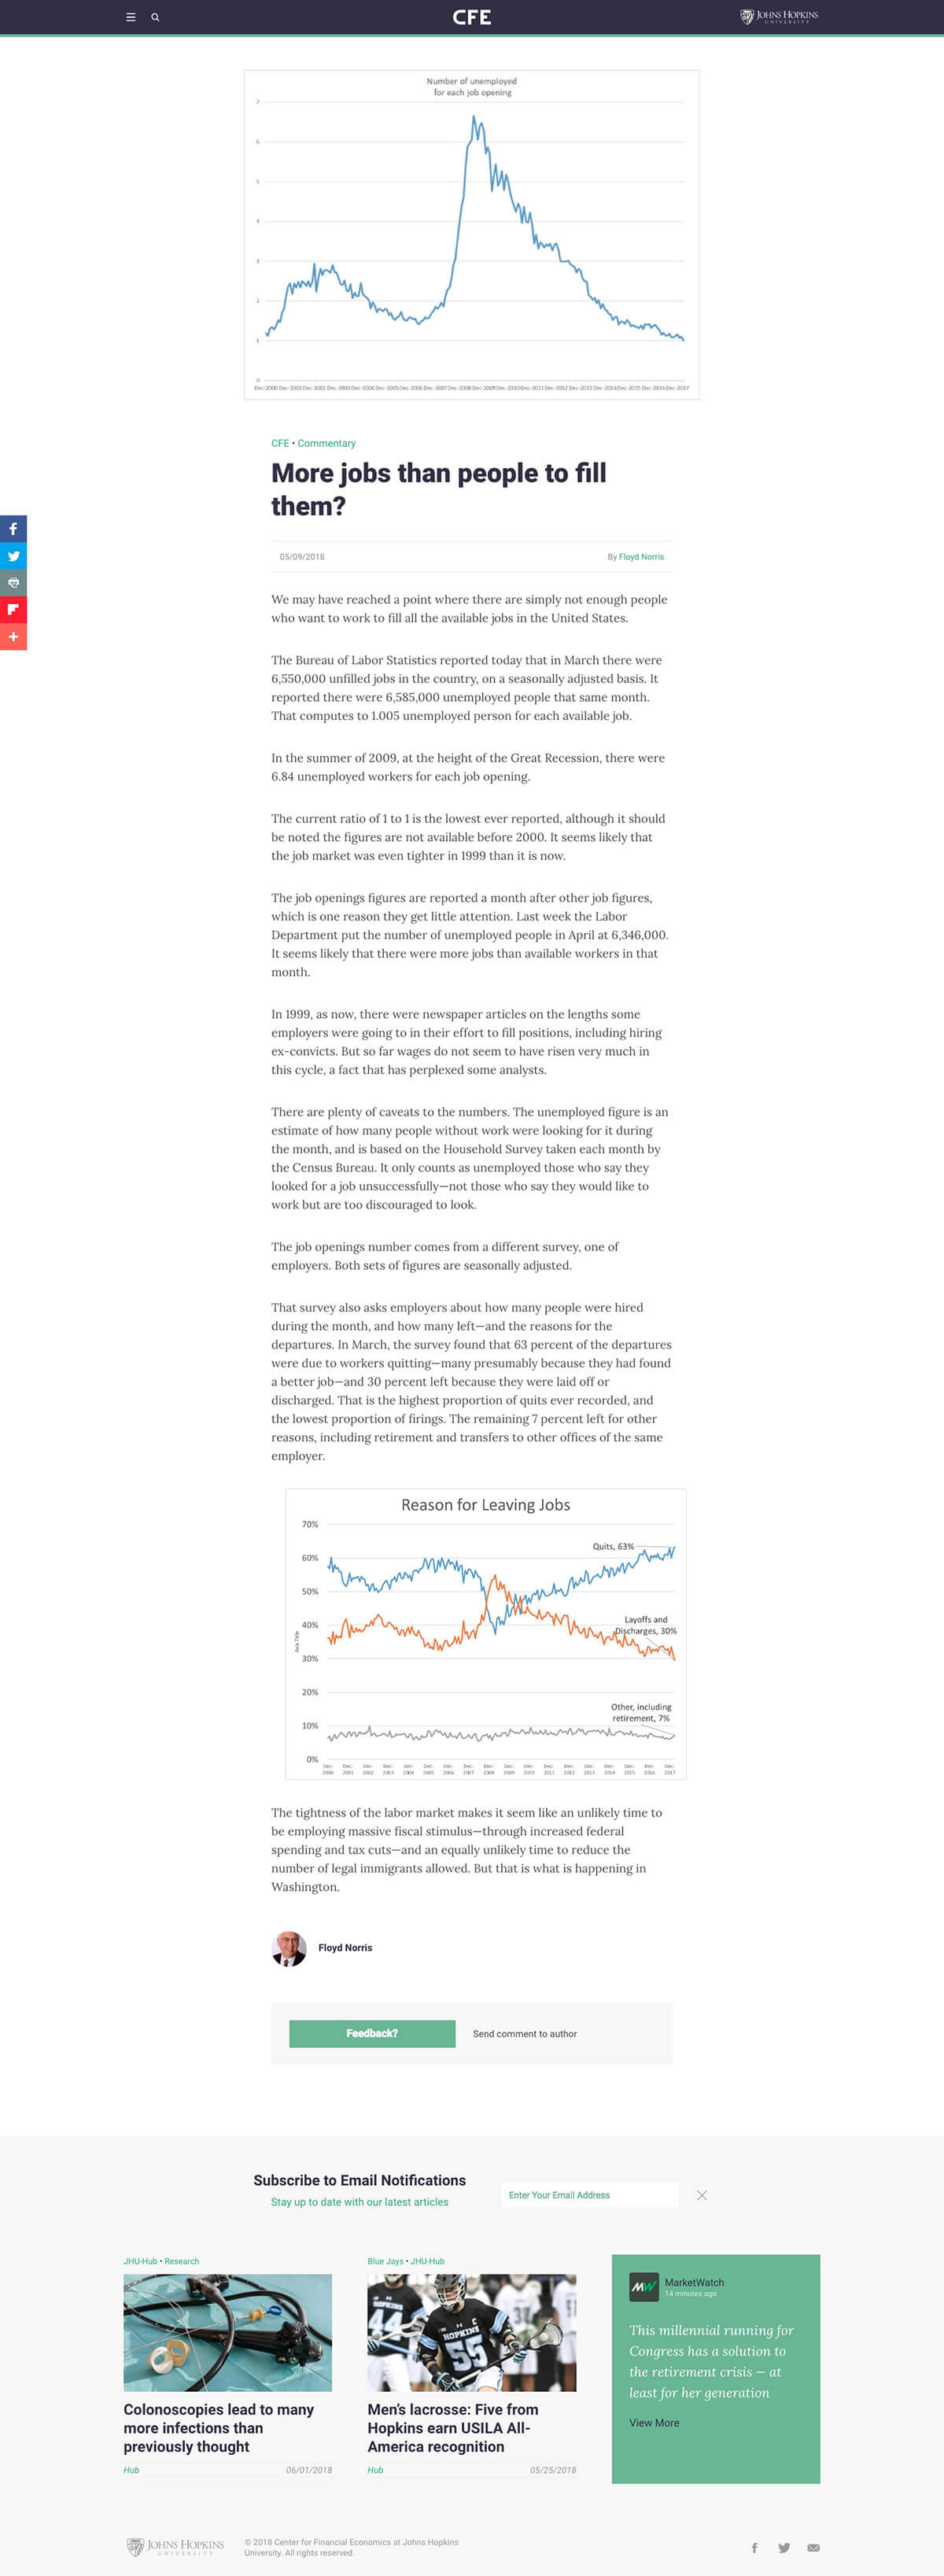 CFE
JOHNS HOPKINS
UNIVERSITY
Number of unemployed
for each job opening
7
6
5
4
3
2
1
0
Dec-2000 Dec-2001 Dec-2002 Dec-2003 Dec-2004 Dec-2005 Dec-2006 Dec-2007 Dec-2008 Dec-2009 Dec-2010 Dec-2011 Dec-2012 Dec-2013 Dec-2014 Dec-2015 Dec-2016 Dec-2017
CFE • Commentary
More jobs than people to fill
them?
05/09/2018 By Floyd Norris
We may have reached a point where there are simply not enough people
who want to work to fill all the available jobs in the United States.
The Bureau of Labor Statistics reported today that in March there were
6,550,000 unfilled jobs in the country, on a seasonally adjusted basis. It
reported there were 6,585,000 unemployed people that same month.
That computes to 1.005 unemployed person for each available job.
In the summer of 2009, at the height of the Great Recession, there were
6.84 unemployed workers for each job opening.
The current ratio of 1 to 1 is the lowest ever reported, although it should
be noted the figures are not available before 2000. It seems likely that
the job market was even tighter in 1999 than it is now.
The job openings figures are reported a month after other job figures,
which is one reason they get little attention. Last week the Labor
Department put the number of unemployed people in April at 6,346,000.
It seems likely that there were more jobs than available workers in that
month.
In 1999, as now, there were newspaper articles on the lengths some
employers were going to in their effort to fill positions, including hiring
ex-convicts. But so far wages do not seem to have risen very much in
this cycle, a fact that has perplexed some analysts.
There are plenty of caveats to the numbers. The unemployed figure is an
estimate of how many people without work were looking for it during
the month, and is based on the Household Survey taken each month by
the Census Bureau. It only counts as unemployed those who say they
looked for a job unsuccessfully—not those who say they would like to
work but are too discouraged to look.
The job openings number comes from a different survey, one of
employers. Both sets of figures are seasonally adjusted.
That survey also asks employers about how many people were hired
during the month, and how many left—and the reasons for the
departures. In March, the survey found that 63 percent of the departures
were due to workers quitting—many presumably because they had found
a better job—and 30 percent left because they were laid off or
discharged. That is the highest proportion of quits ever recorded, and
the lowest proportion of firings. The remaining 7 percent left for other
reasons, including retirement and transfers to other offices of the same
employer.
Reason for Leaving Jobs
70%
60%
50%
40%
30%
20%
10%
0%
Axis Title
Quits, 63%
Layoffs and
Discharges, 30%
Other, including
retirement, 7%
Dec- Dec- Dec- Dec- Dec- Dec- Dec- Dec- Dec- Dec- Dec- Dec- Dec- Dec- Dec- Dec- Dec- Dec-
2000 2001 2002 2003 2004 2005 2006 2007 2008 2009 2010 2011 2012 2013 2014 2015 2016 2017
The tightness of the labor market makes it seem like an unlikely time to
be employing massive fiscal stimulus—through increased federal
spending and tax cuts—and an equally unlikely time to reduce the
number of legal immigrants allowed. But that is what is happening in
Washington.
Floyd Norris
Feedback? Send comment to author
Subscribe to Email Notifications
Stay up to date with our latest articles
Enter Your Email Address
JHU-Hub • Research
Colonoscopies lead to many
more infections than
previously thought
Hub 06/01/2018
Blue Jays • JHU-Hub
HOPKINS
55
Men's lacrosse: Five from
Hopkins earn USILA All-
America recognition
Hub 05/25/2018
MW
MarketWatch
14 minutes ago
This millennial running for
Congress has a solution to
the retirement crisis — at
least for her generation
View More
JOHNS HOPKINS
UNIVERSITY
© 2018 Center for Financial Economics at Johns Hopkins
University. All rights reserved.